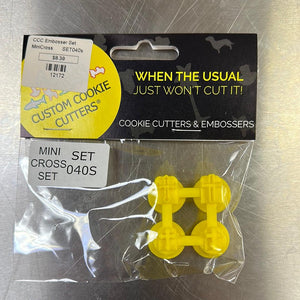 CCC Embosser Set
MiniCross SET040s
$8.39
12172
CUSTOM COOKIE
CUTTERS®
WHEN THE USUAL
JUST WON'T CUT IT!
COOKIE CUTTERS & EMBOSSERS
MINI
CROSS
SET
SET
040S